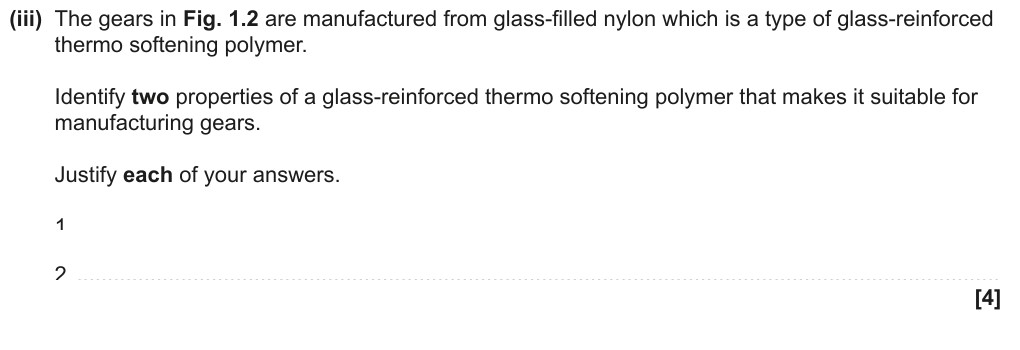 (iii) The gears in Fig. 1.2 are manufactured from glass-filled nylon which is a type of glass-reinforced
thermo softening polymer.
Identify two properties of a glass-reinforced thermo softening polymer that makes it suitable for
manufacturing gears.
Justify each of your answers.
1
2
[4]